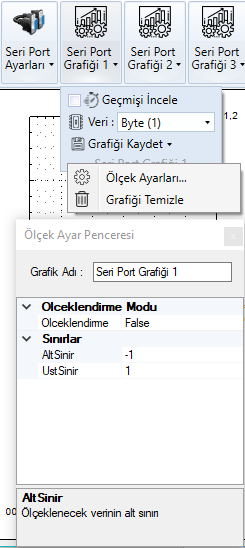 Seri Port Ayarları
Seri Port Grafiği 1
Seri Port Grafiği 2
Seri Port Grafiği 3
Geçmişi İncele
1,2
Veri : Byte (1)
Grafiği Kaydet
Seri Port Grafiği 1
Ölçek Ayarları...
Grafiği Temizle
Ölçek Ayar Penceresi
x
Grafik Adı : Seri Port Grafiği 1
Olceklendirme Modu
Olceklendirme False
Sınırlar
AltSinir -1
UstSinir 1
00
AltSinir
Ölçeklenecek verinin alt sınırı